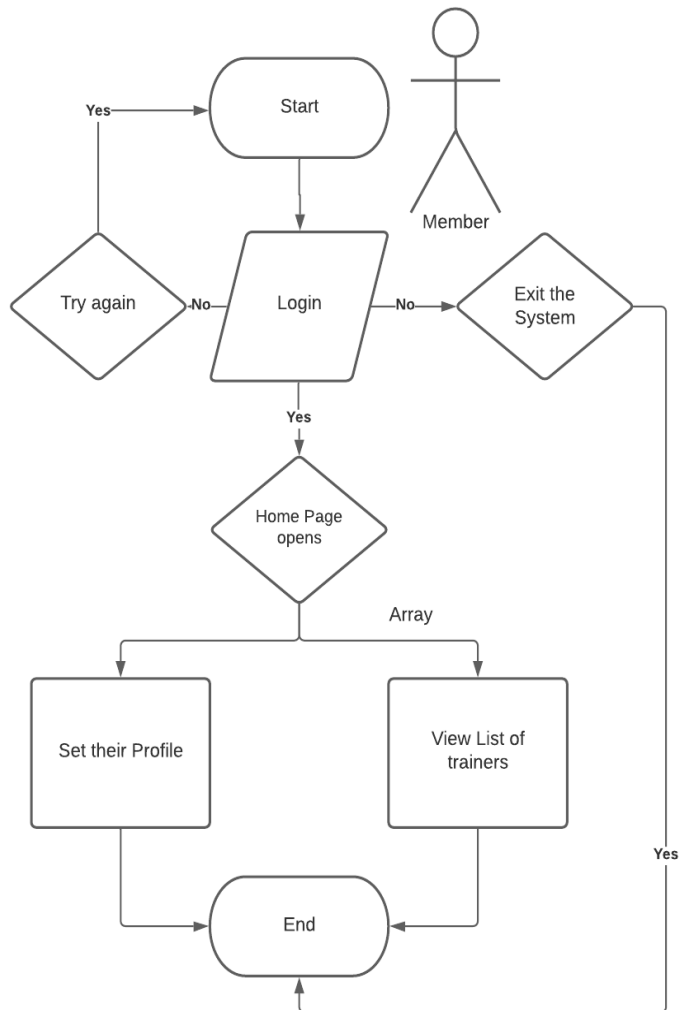 Yes
Start
Member
Try again
No
Login
No
Exit the
System
Yes
Home Page
opens
Array
Set their Profile
View List of
trainers
Yes
End